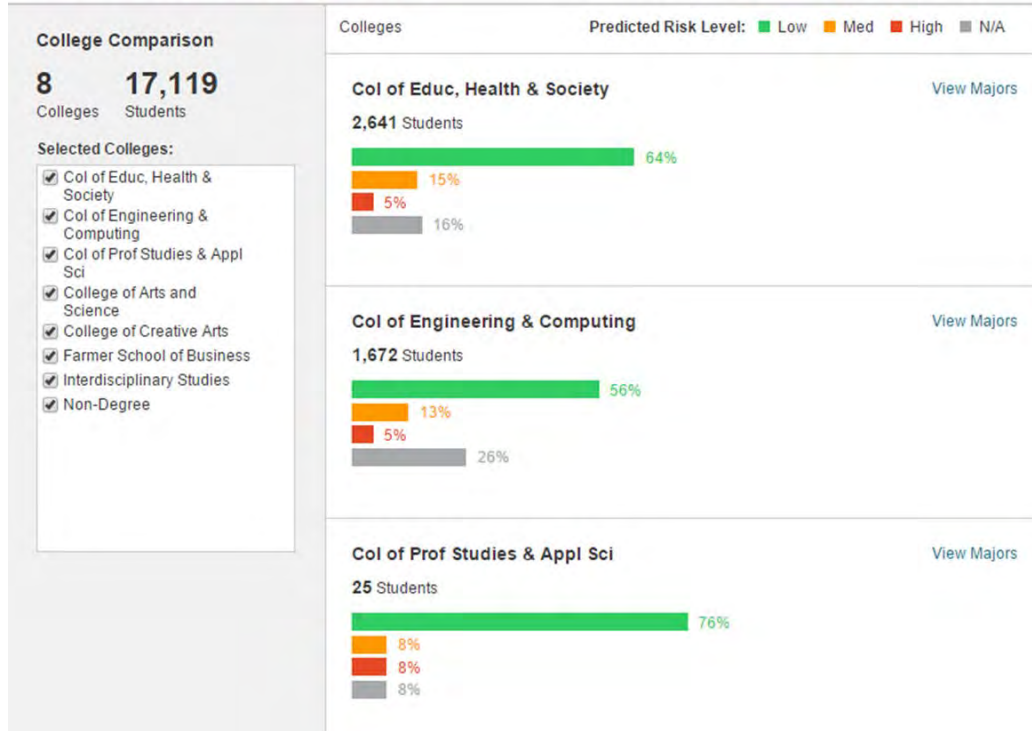 College Comparison
8 17,119
Colleges Students
Selected Colleges:
Col of Educ, Health &
Society
Col of Engineering &
Computing
Col of Prof Studies & Appl
Sci
College of Arts and
Science
College of Creative Arts
Farmer School of Business
Interdisciplinary Studies
Non-Degree
Colleges Predicted Risk Level: Low Med High N/A
Col of Educ, Health & Society View Majors
2,641 Students
64%
15%
5%
16%
Col of Engineering & Computing View Majors
1,672 Students
56%
13%
5%
26%
Col of Prof Studies & Appl Sci View Majors
25 Students
76%
8%
8%
8%